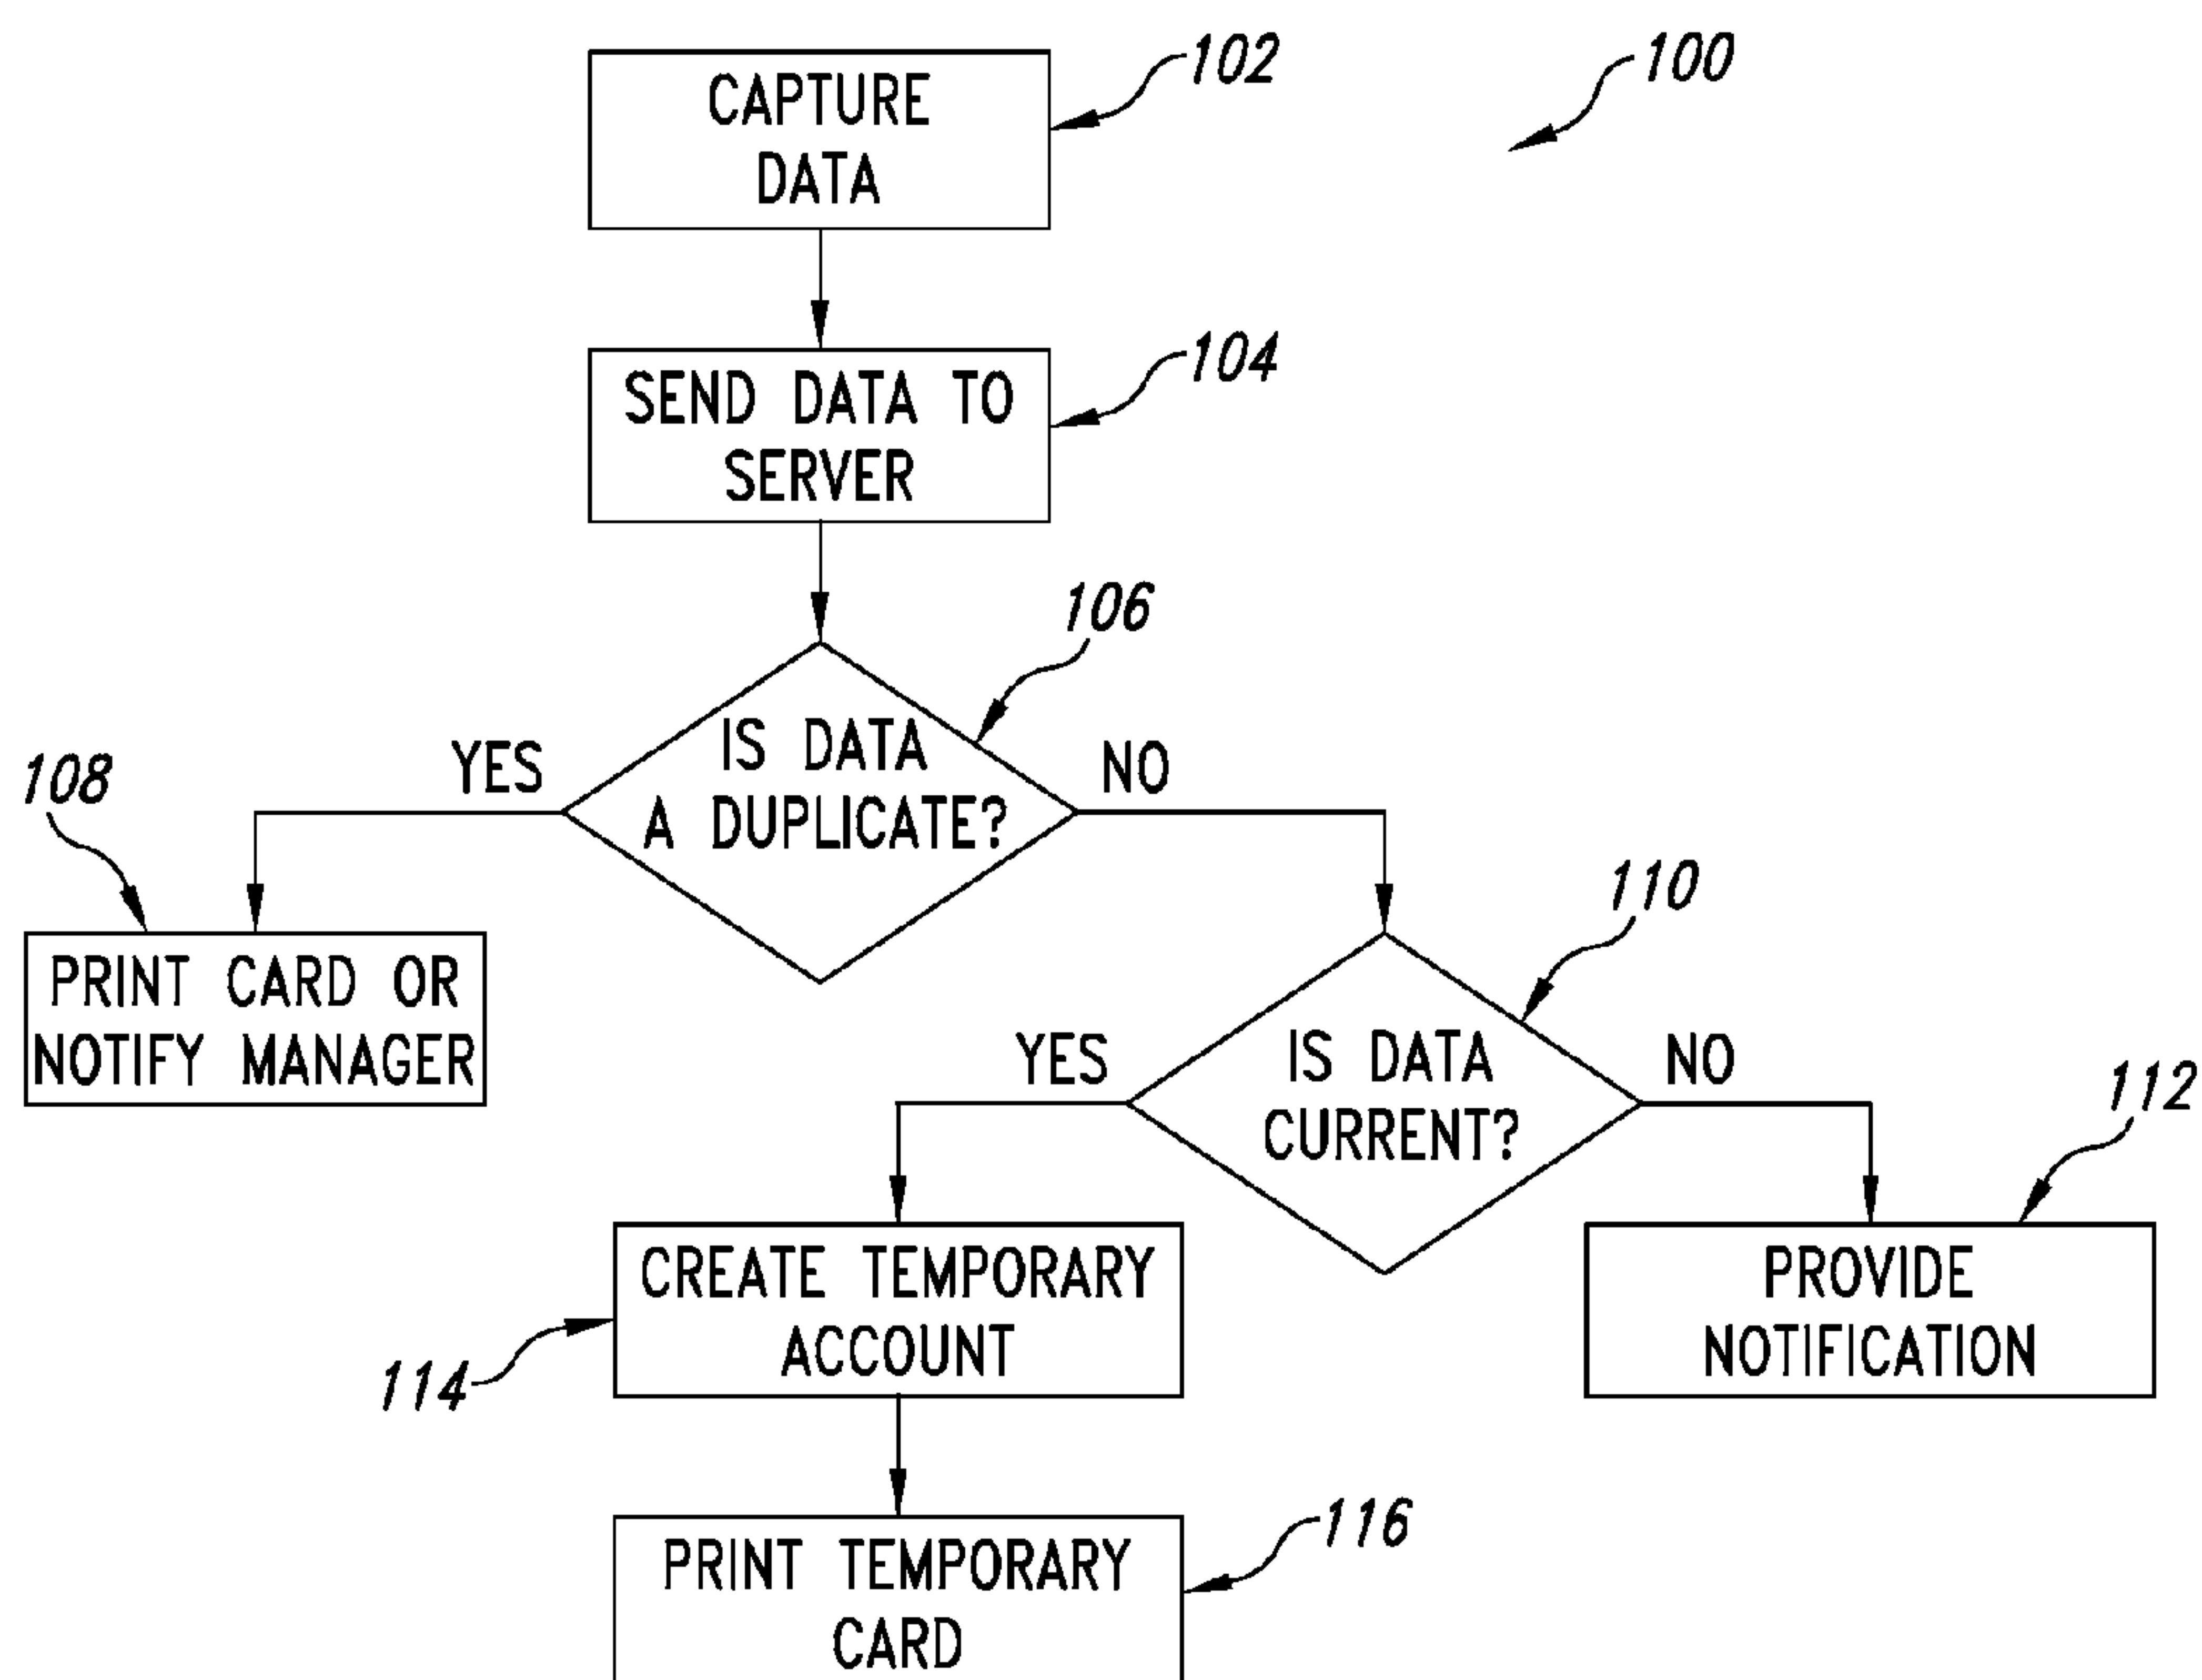 102
100
CAPTURE
DATA
104
SEND DATA TO
SERVER
106
IS DATA
A DUPLICATE?
YES
NO
108
PRINT CARD OR
NOTIFY MANAGER
110
IS DATA
CURRENT?
YES
NO
112
CREATE TEMPORARY
ACCOUNT
114
PROVIDE
NOTIFICATION
116
PRINT TEMPORARY
CARD